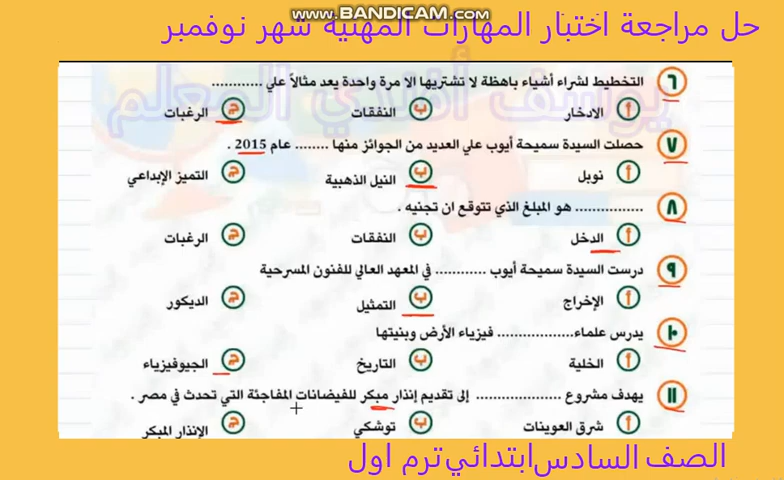 www.BANDICAM.com
حل مراجعة اختبار المهارات المهنية شهر نوفمبر
يوسف أفندي المعلم
٦ التخطيط لشراء أشياء باهظة لا تشتريها الا مرة واحدة يعد مثالاً علي ............
أ الادخار ب النفقات ج الرغبات
٧ حصلت السيدة سميحة أيوب علي العديد من الجوائز منها ........ عام 2015 .
أ نوبل ب النيل الذهبية ج التميز الإبداعي
٨ ................ هو المبلغ الذي تتوقع ان تجنيه .
أ الدخل ب النفقات ج الرغبات
٩ درست السيدة سميحة أيوب ............ في المعهد العالي للفنون المسرحية
أ الإخراج ب التمثيل ج الديكور
١٠ يدرس علماء.................. فيزياء الأرض وبنيتها
أ الخلية ب التاريخ ج الجيوفيزياء
١١ يهدف مشروع .................... إلى تقديم إنذار مبكر للفيضانات المفاجئة التي تحدث في مصر .
أ شرق العوينات ب توشكي ج الإنذار المبكر
الصف السادس ابتدائي ترم اول